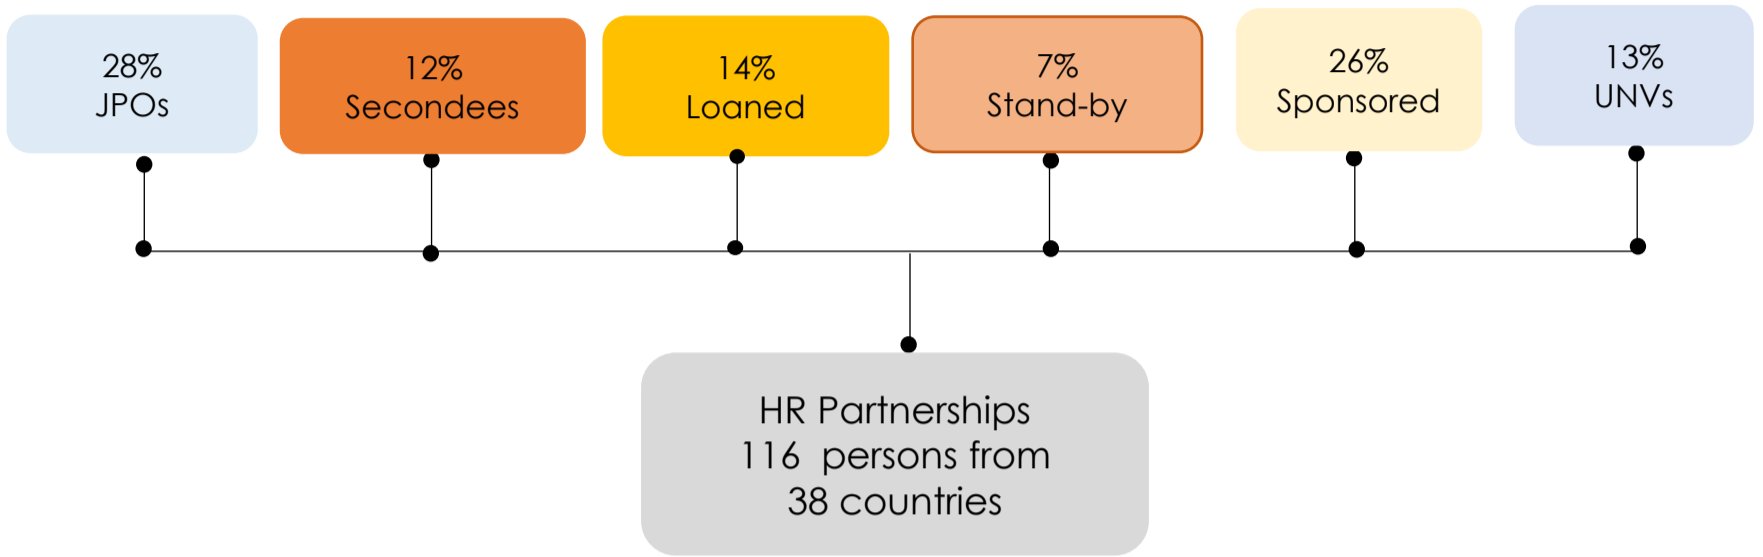 28%
JPOs
12%
Secondees
14%
Loaned
7%
Stand-by
26%
Sponsored
13%
UNVs
HR Partnerships
116 persons from
38 countries